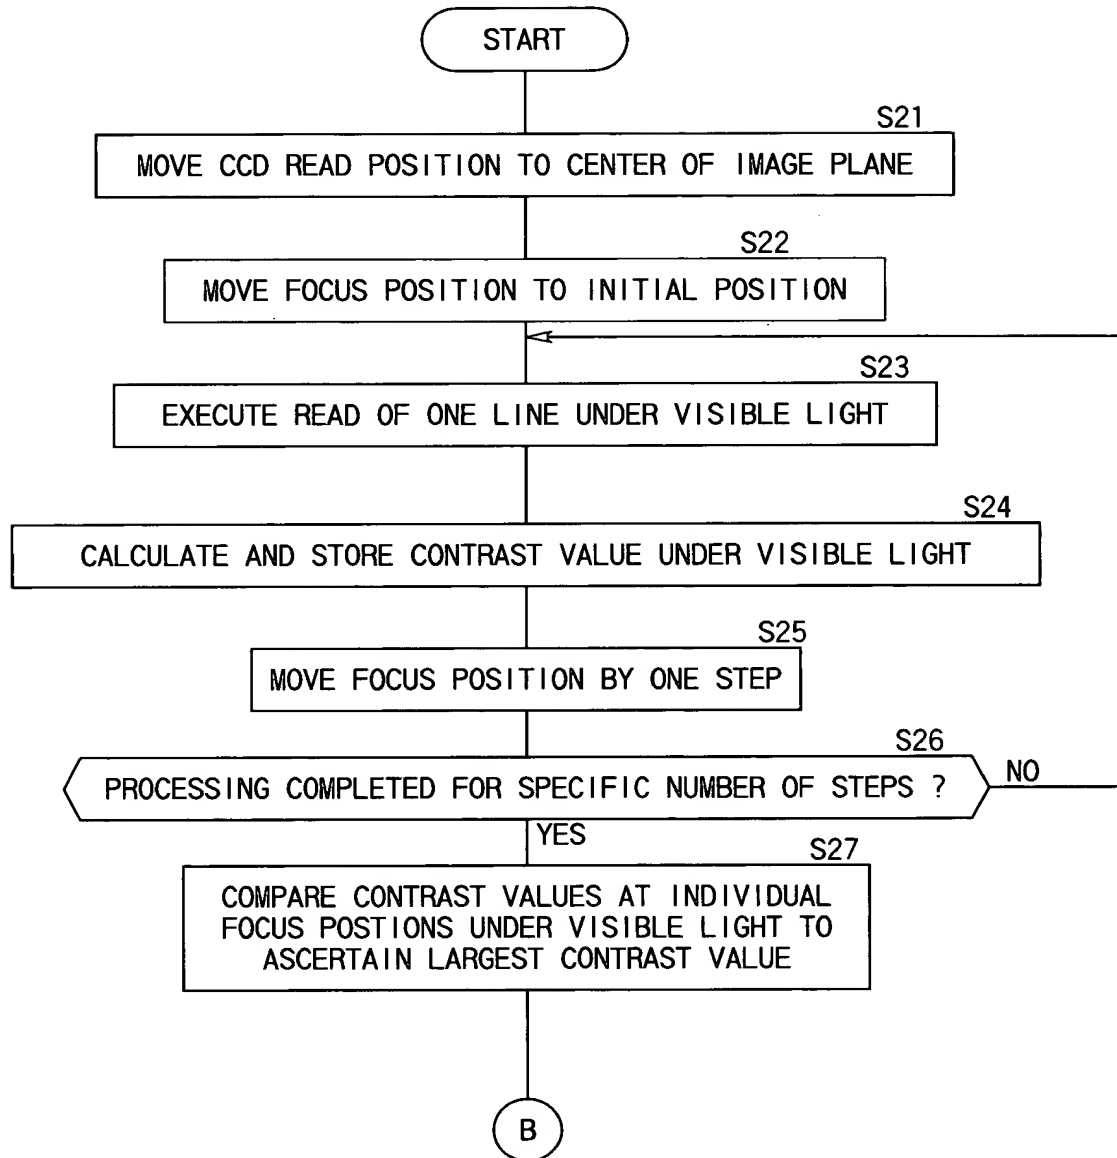 START
S21
MOVE CCD READ POSITION TO CENTER OF IMAGE PLANE
S22
MOVE FOCUS POSITION TO INITIAL POSITION
S23
EXECUTE READ OF ONE LINE UNDER VISIBLE LIGHT
S24
CALCULATE AND STORE CONTRAST VALUE UNDER VISIBLE LIGHT
S25
MOVE FOCUS POSITION BY ONE STEP
S26
PROCESSING COMPLETED FOR SPECIFIC NUMBER OF STEPS ?
NO
YES
S27
COMPARE CONTRAST VALUES AT INDIVIDUAL
FOCUS POSTIONS UNDER VISIBLE LIGHT TO
ASCERTAIN LARGEST CONTRAST VALUE
B